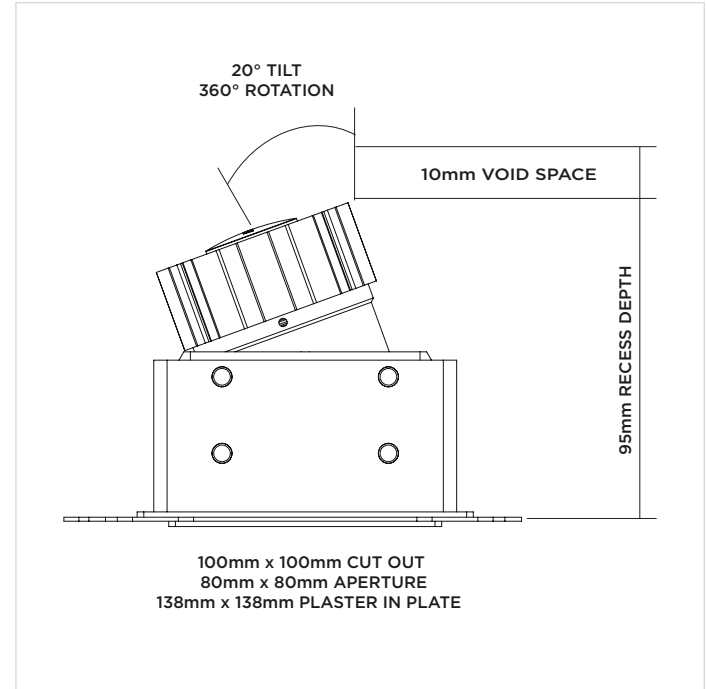 20° TILT
360° ROTATION
10mm VOID SPACE
95mm RECESS DEPTH
100mm x 100mm CUT OUT
80mm x 80mm APERTURE
138mm x 138mm PLASTER IN PLATE